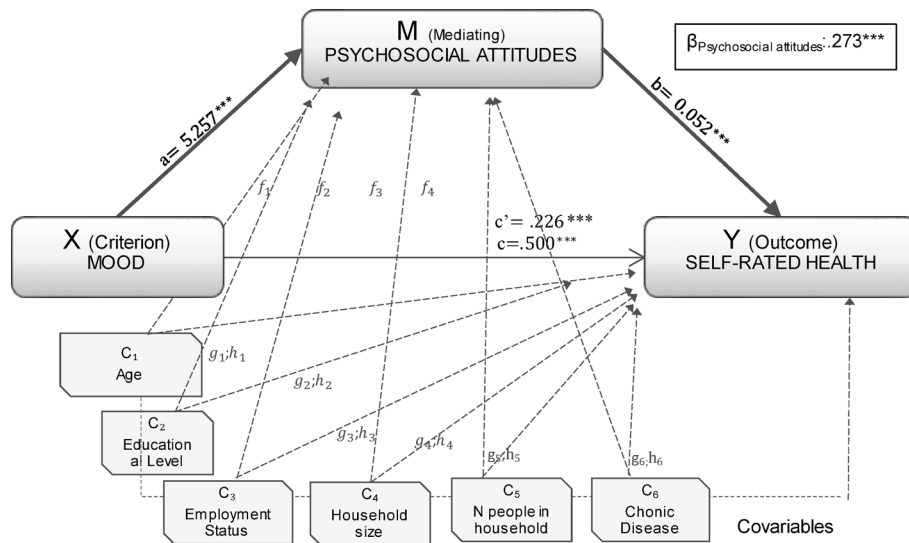 M (Mediating)
PSYCHOSOCIAL ATTITUDES
βPsychosocial attitudes:.273***
a= 5.257***
b= 0.052***
f1
f2
f3
f4
X (Criterion)
MOOD
c'= .226***
c=.500***
Y (Outcome)
SELF-RATED HEALTH
C1
Age
g1;h1
g2;h2
C2
Education
al Level
g3;h3
g4;h4
g5;h5
g6;h6
C3
Employment
Status
C4
Household
size
C5
N people in
household
C6
Chonic
Disease
Covariables